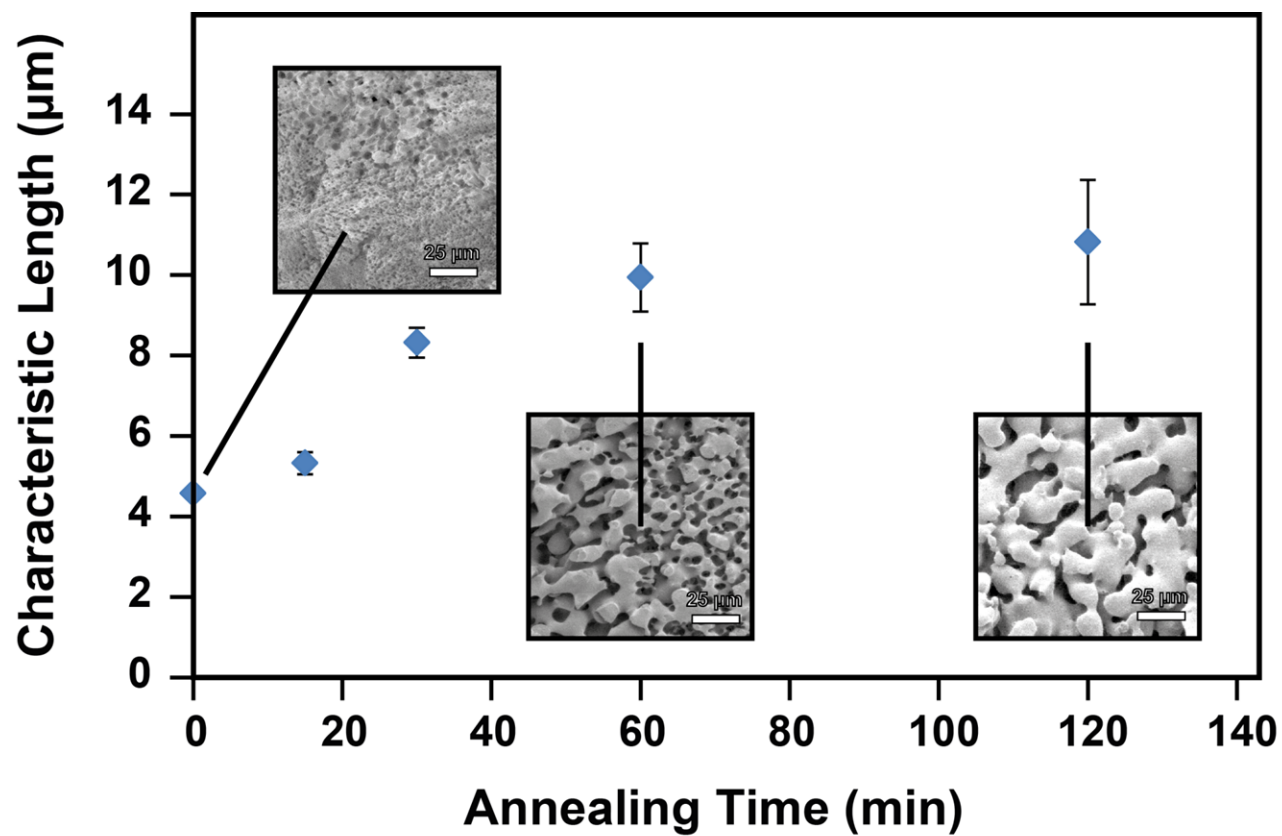 Characteristic Length (µm)
14
12
10
8
6
4
2
0
25 µm
25 µm
25 µm
0 20 40 60 80 100 120 140
Annealing Time (min)